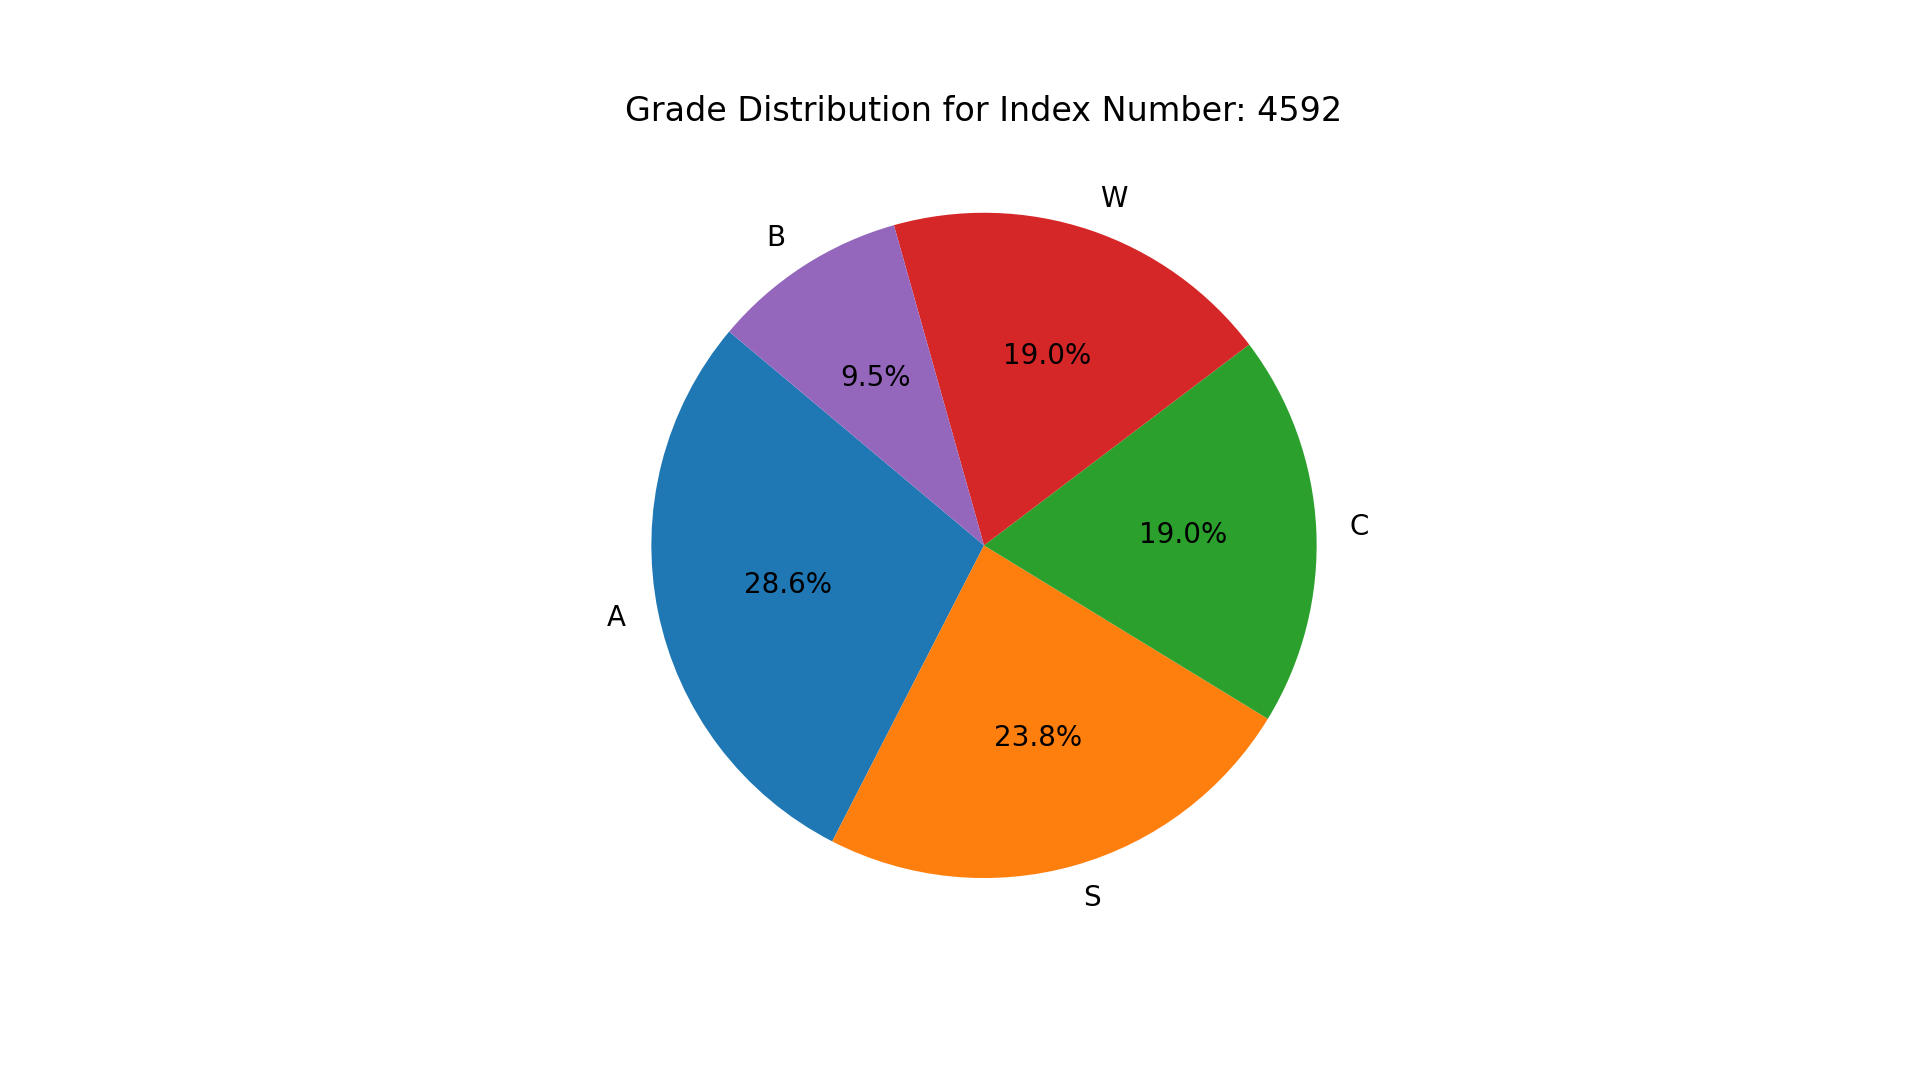 Grade Distribution for Index Number: 4592
W
B
19.0%
9.5%
C
19.0%
28.6%
A
23.8%
S